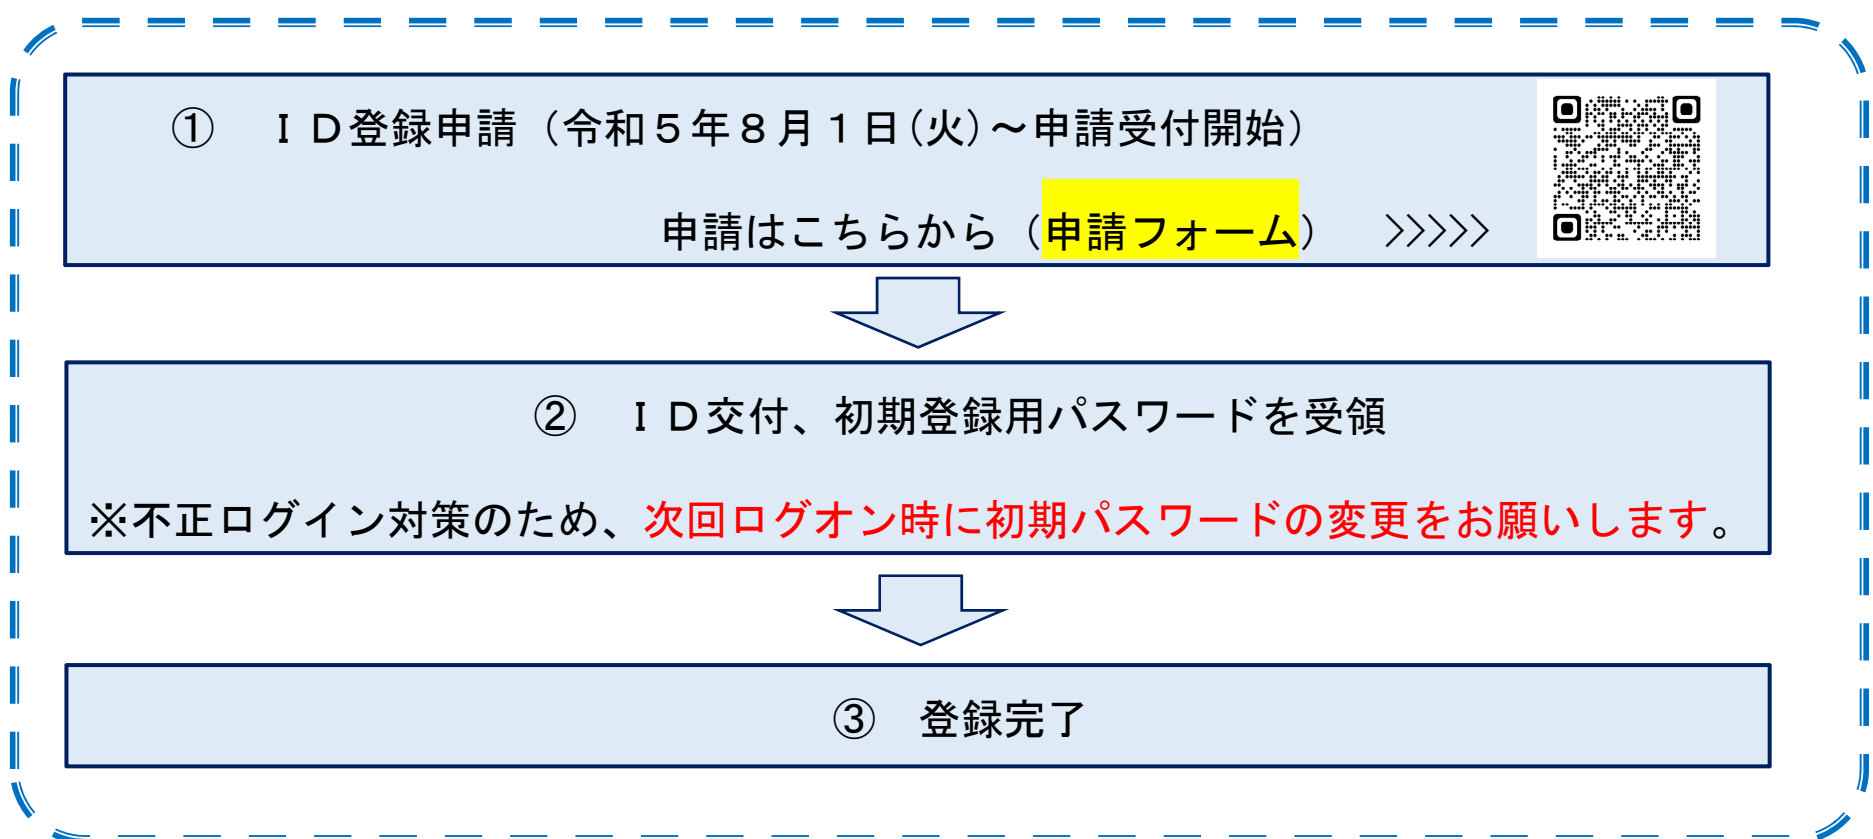 ① ＩＤ登録申請（令和５年８月１日(火)～申請受付開始）
申請はこちらから（申請フォーム） >>>>>
② ＩＤ交付、初期登録用パスワードを受領
※不正ログイン対策のため、次回ログオン時に初期パスワードの変更をお願いします。
③ 登録完了